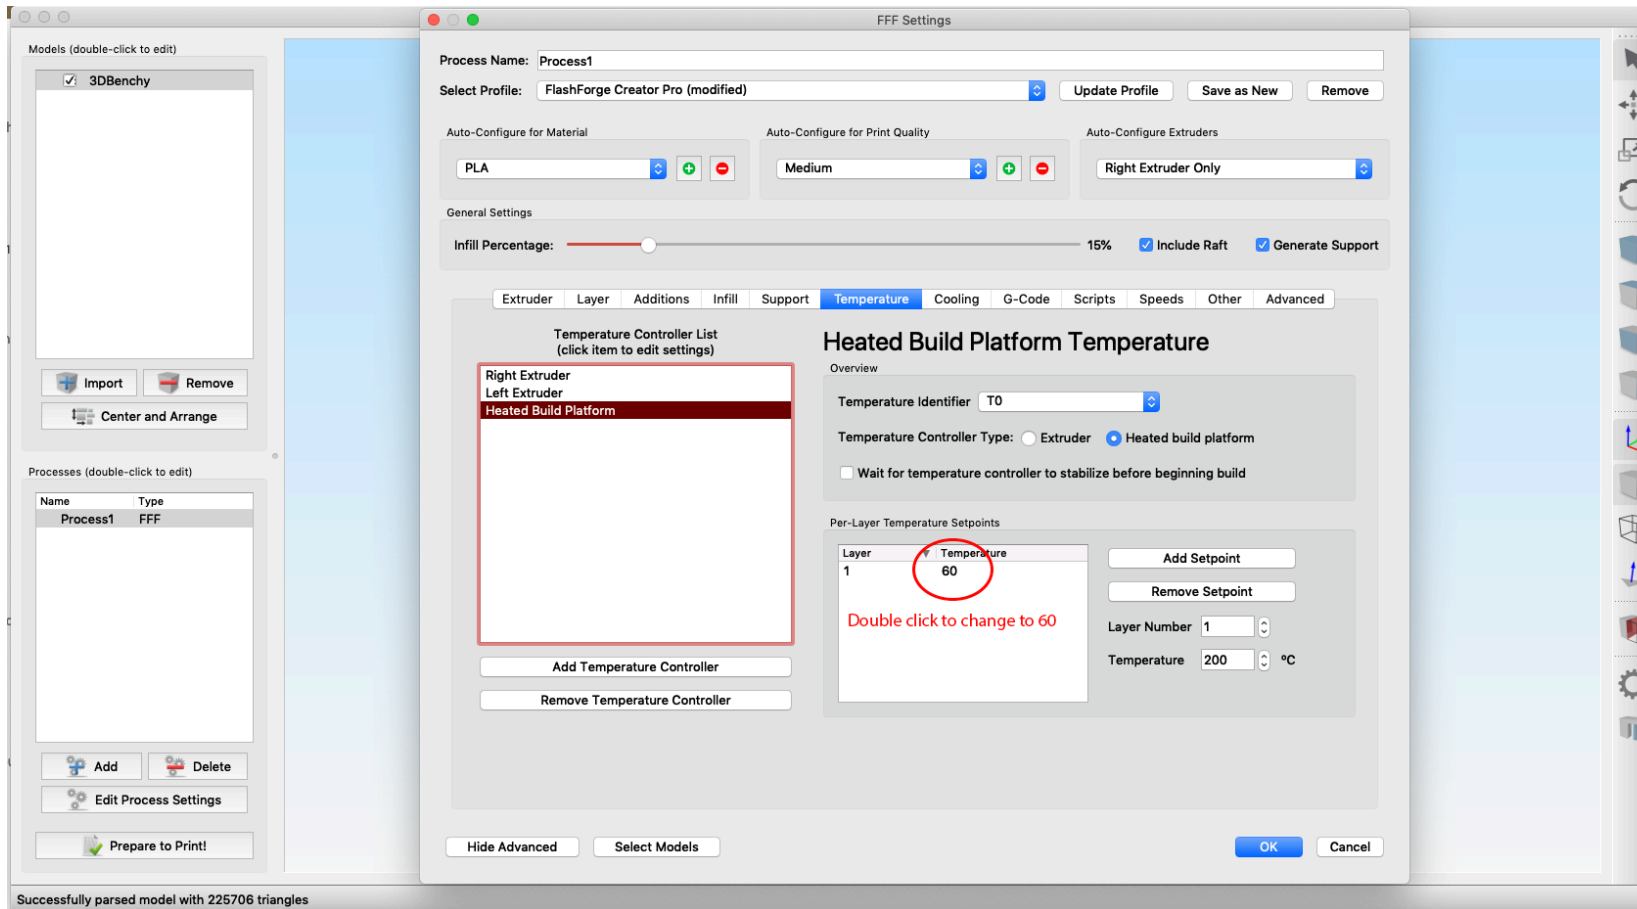 FFF Settings
Models (double-click to edit)
3DBenchy
Import
Remove
Center and Arrange
Processes (double-click to edit)
Name Type
Process1 FFF
Add
Delete
Edit Process Settings
Prepare to Print!
Successfully parsed model with 225706 triangles
Process Name: Process1
Select Profile: FlashForge Creator Pro (modified) Update Profile Save as New Remove
Auto-Configure for Material Auto-Configure for Print Quality Auto-Configure Extruders
PLA Medium Right Extruder Only
General Settings
Infill Percentage: 15% Include Raft Generate Support
Extruder Layer Additions Infill Support Temperature Cooling G-Code Scripts Speeds Other Advanced
Temperature Controller List
(click item to edit settings)
Right Extruder
Left Extruder
Heated Build Platform
Add Temperature Controller
Remove Temperature Controller
Heated Build Platform Temperature
Overview
Temperature Identifier T0
Temperature Controller Type: Extruder Heated build platform
Wait for temperature controller to stabilize before beginning build
Per-Layer Temperature Setpoints
Layer Temperature
1 60
Double click to change to 60
Add Setpoint
Remove Setpoint
Layer Number 1
Temperature 200 ºC
Hide Advanced Select Models OK Cancel